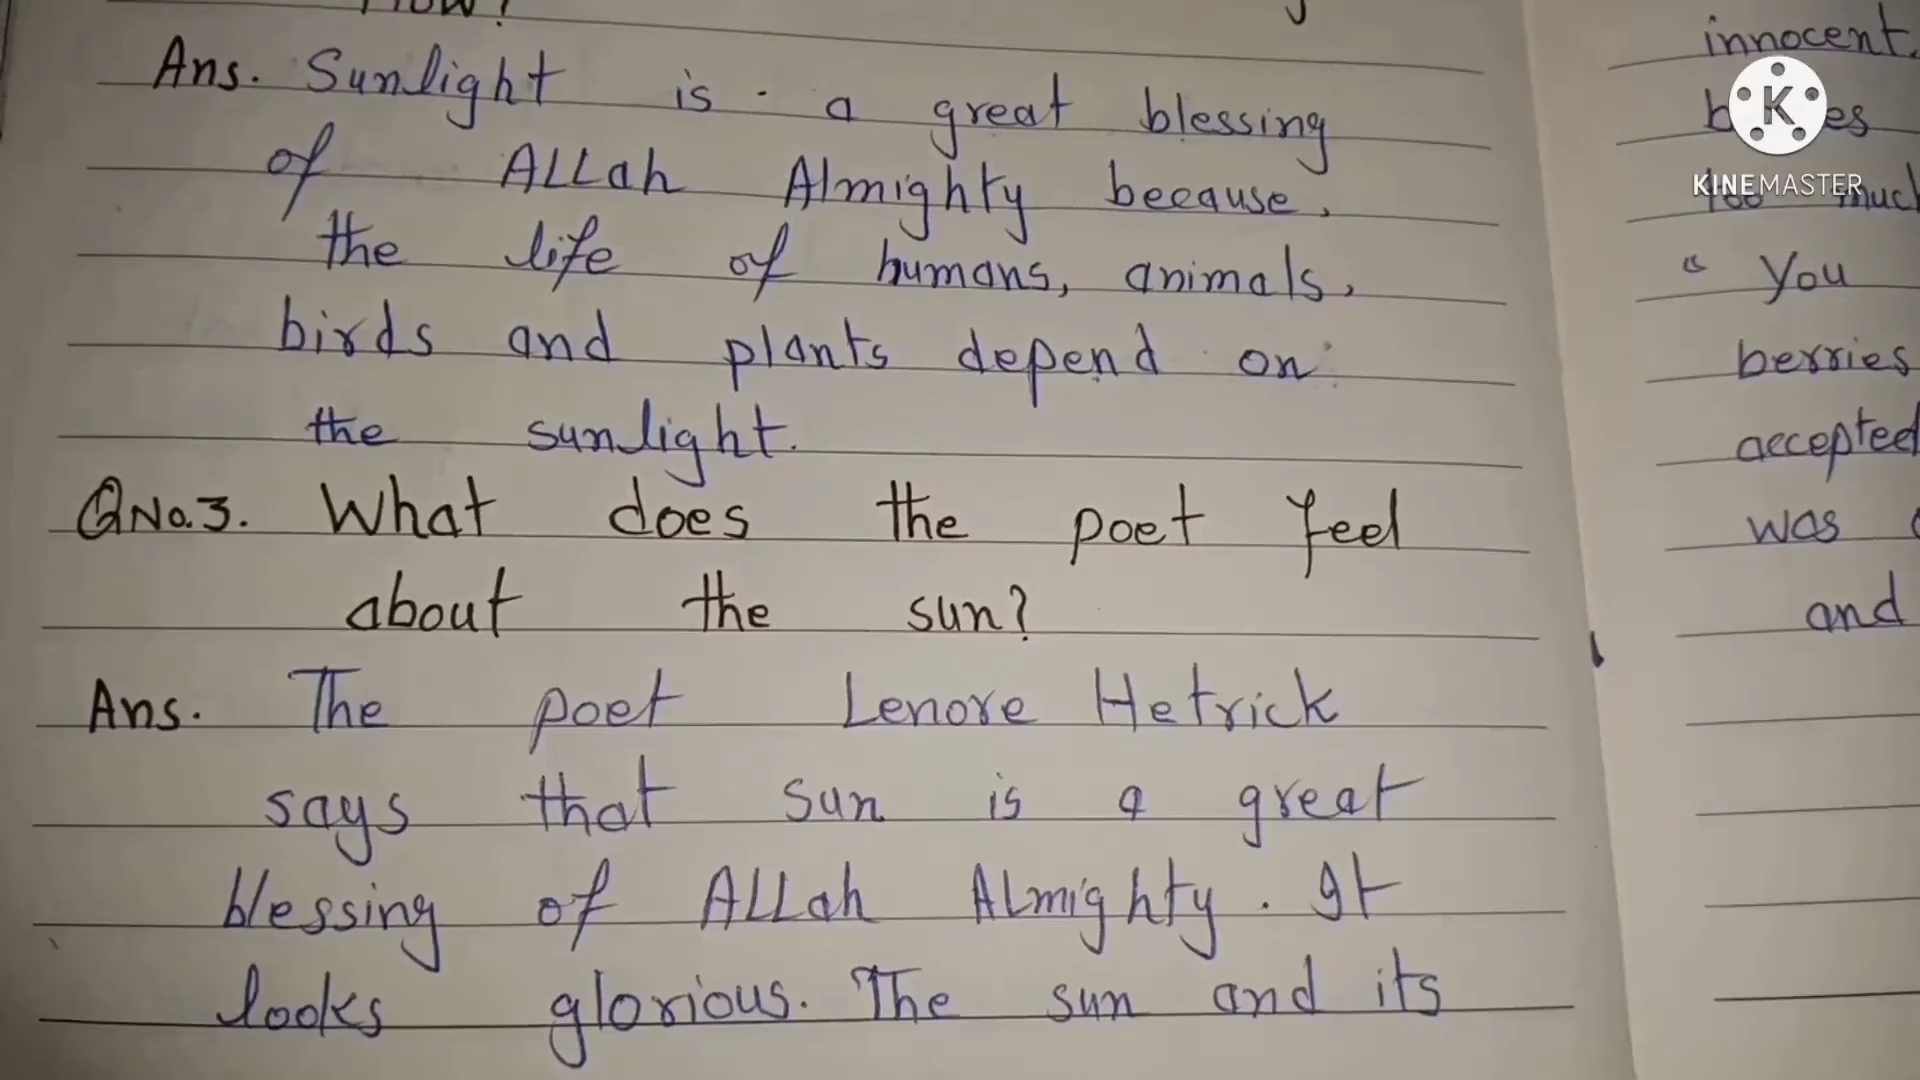 How?
Ans. Sunlight is a great blessing
of ALLah Almighty because,
the life of humans, animals,
birds and plants depend on
the sunlight.
QNo.3. What does the poet feel
about the sun?
Ans. The poet Lenore Hetrick
says that sun is a great
blessing of ALLah ALmighty. It
looks glorious. The sun and its
innocent.
KINEMASTER
much
" You
berries
accepted
was
and